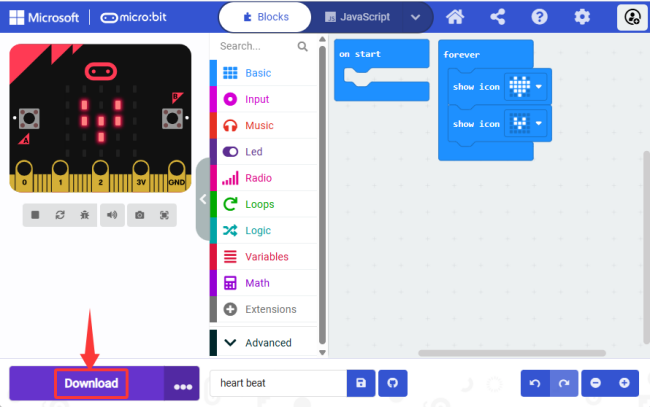 Microsoft
micro:bit
Blocks
JavaScript
B
A
0
1
2
3V
GND
Search...
Basic
Input
Music
Led
Radio
Loops
Logic
Variables
Math
Extensions
Advanced
on start
forever
show icon
show icon
Download
heart beat